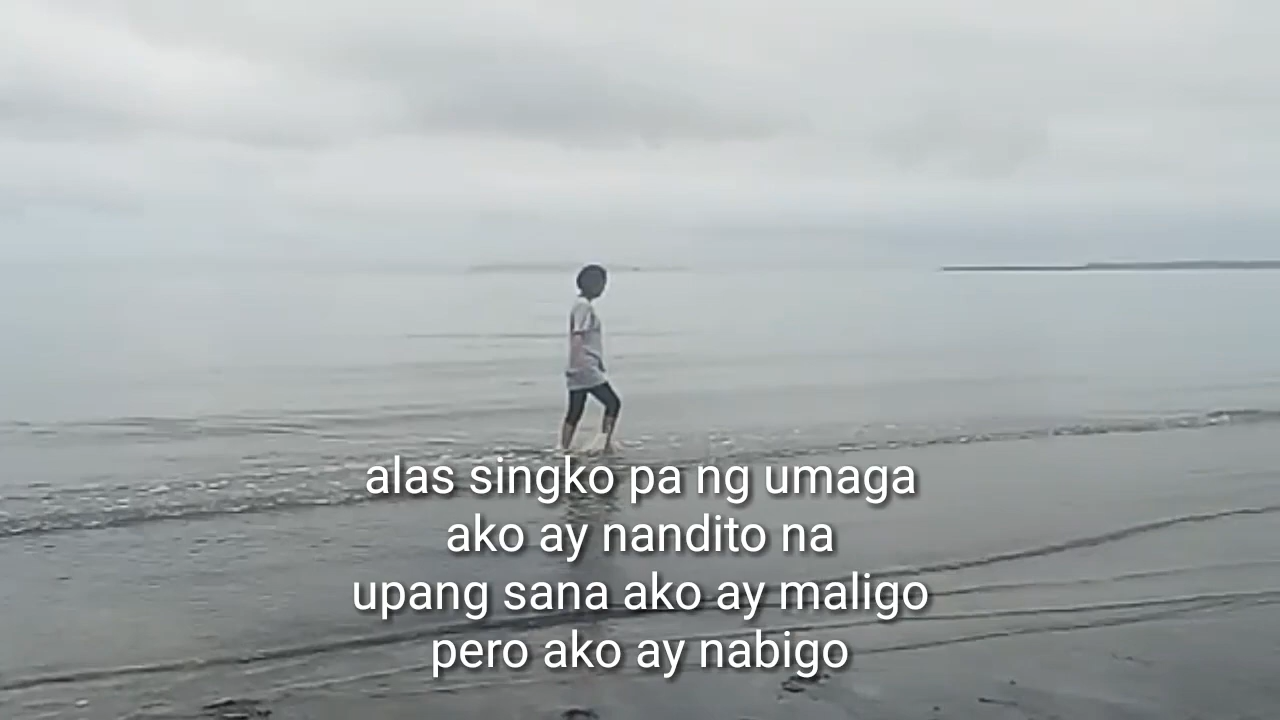 alas singko pa ng umaga
ako ay nandito na
upang sana ako ay maligo
pero ako ay nabigo